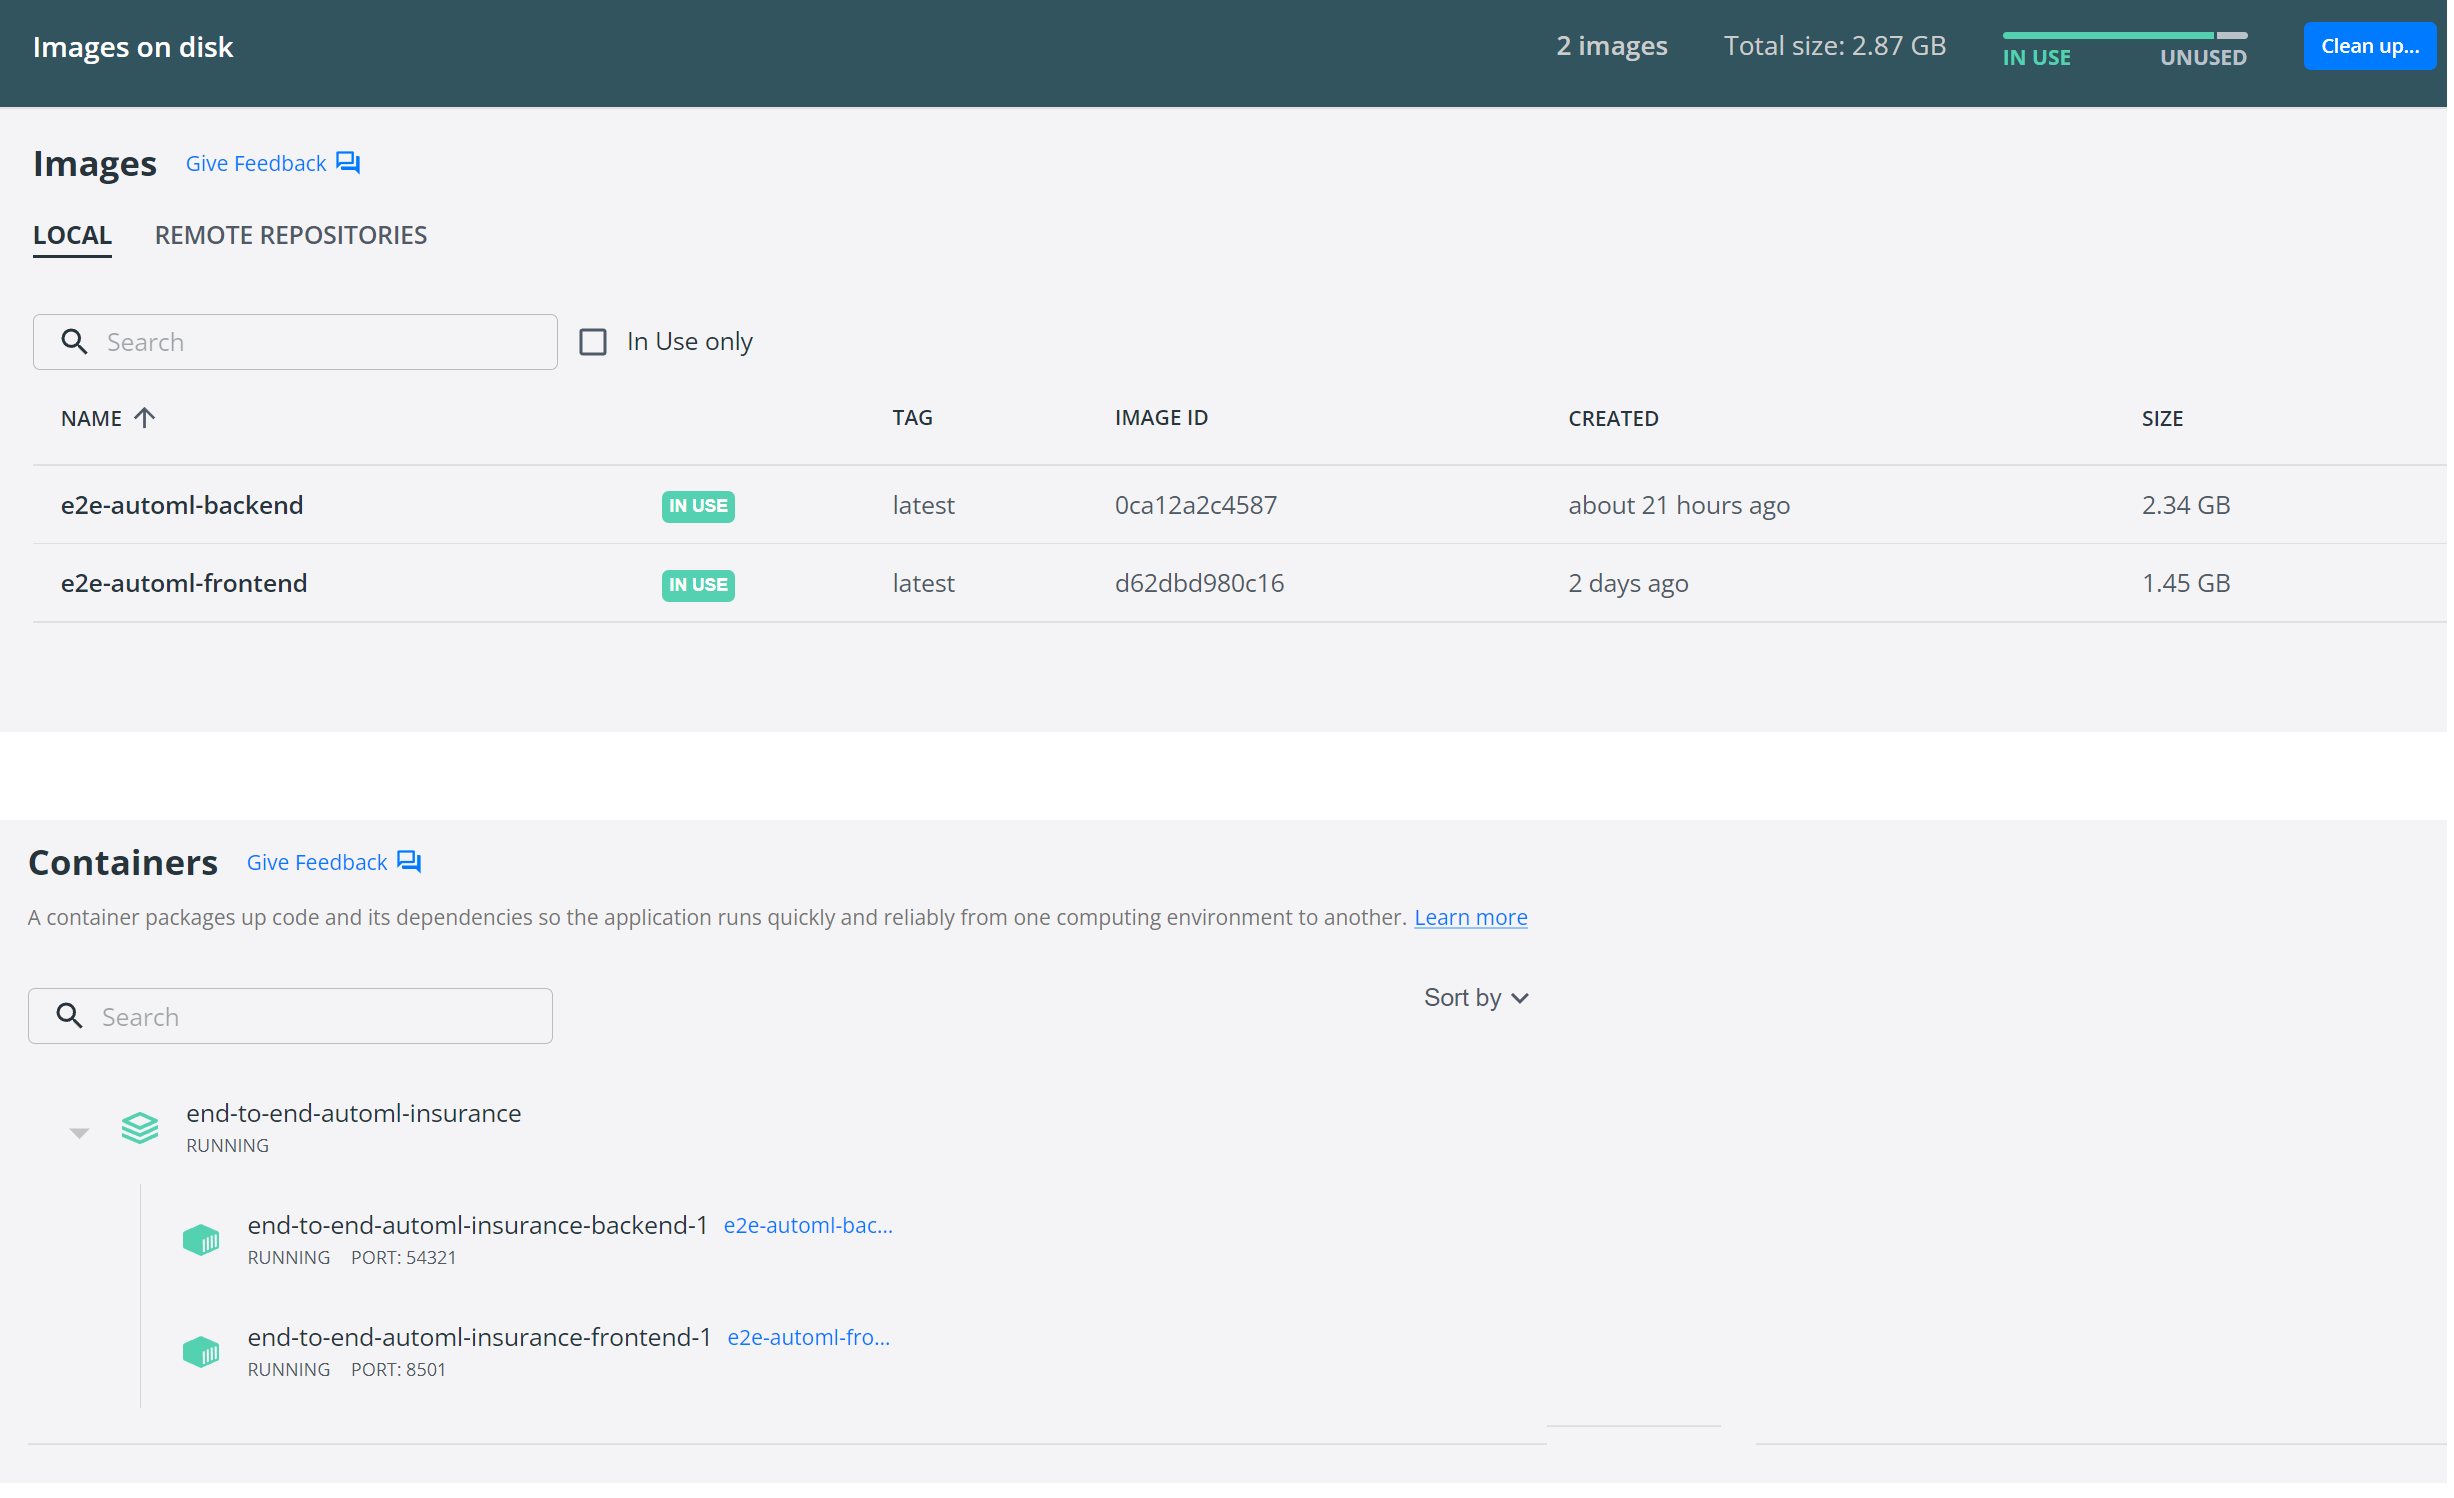 Images on disk
2 images
Total size: 2.87 GB
IN USE
UNUSED
Clean up...
Images
Give Feedback
LOCAL
REMOTE REPOSITORIES
Search
In Use only
NAME TAG IMAGE ID CREATED SIZE
e2e-automl-backend IN USE latest 0ca12a2c4587 about 21 hours ago 2.34 GB
e2e-automl-frontend IN USE latest d62dbd980c16 2 days ago 1.45 GB
Containers
Give Feedback
A container packages up code and its dependencies so the application runs quickly and reliably from one computing environment to another. Learn more
Search
Sort by
end-to-end-automl-insurance
RUNNING
end-to-end-automl-insurance-backend-1 e2e-automl-bac...
RUNNING PORT: 54321
end-to-end-automl-insurance-frontend-1 e2e-automl-fro...
RUNNING PORT: 8501